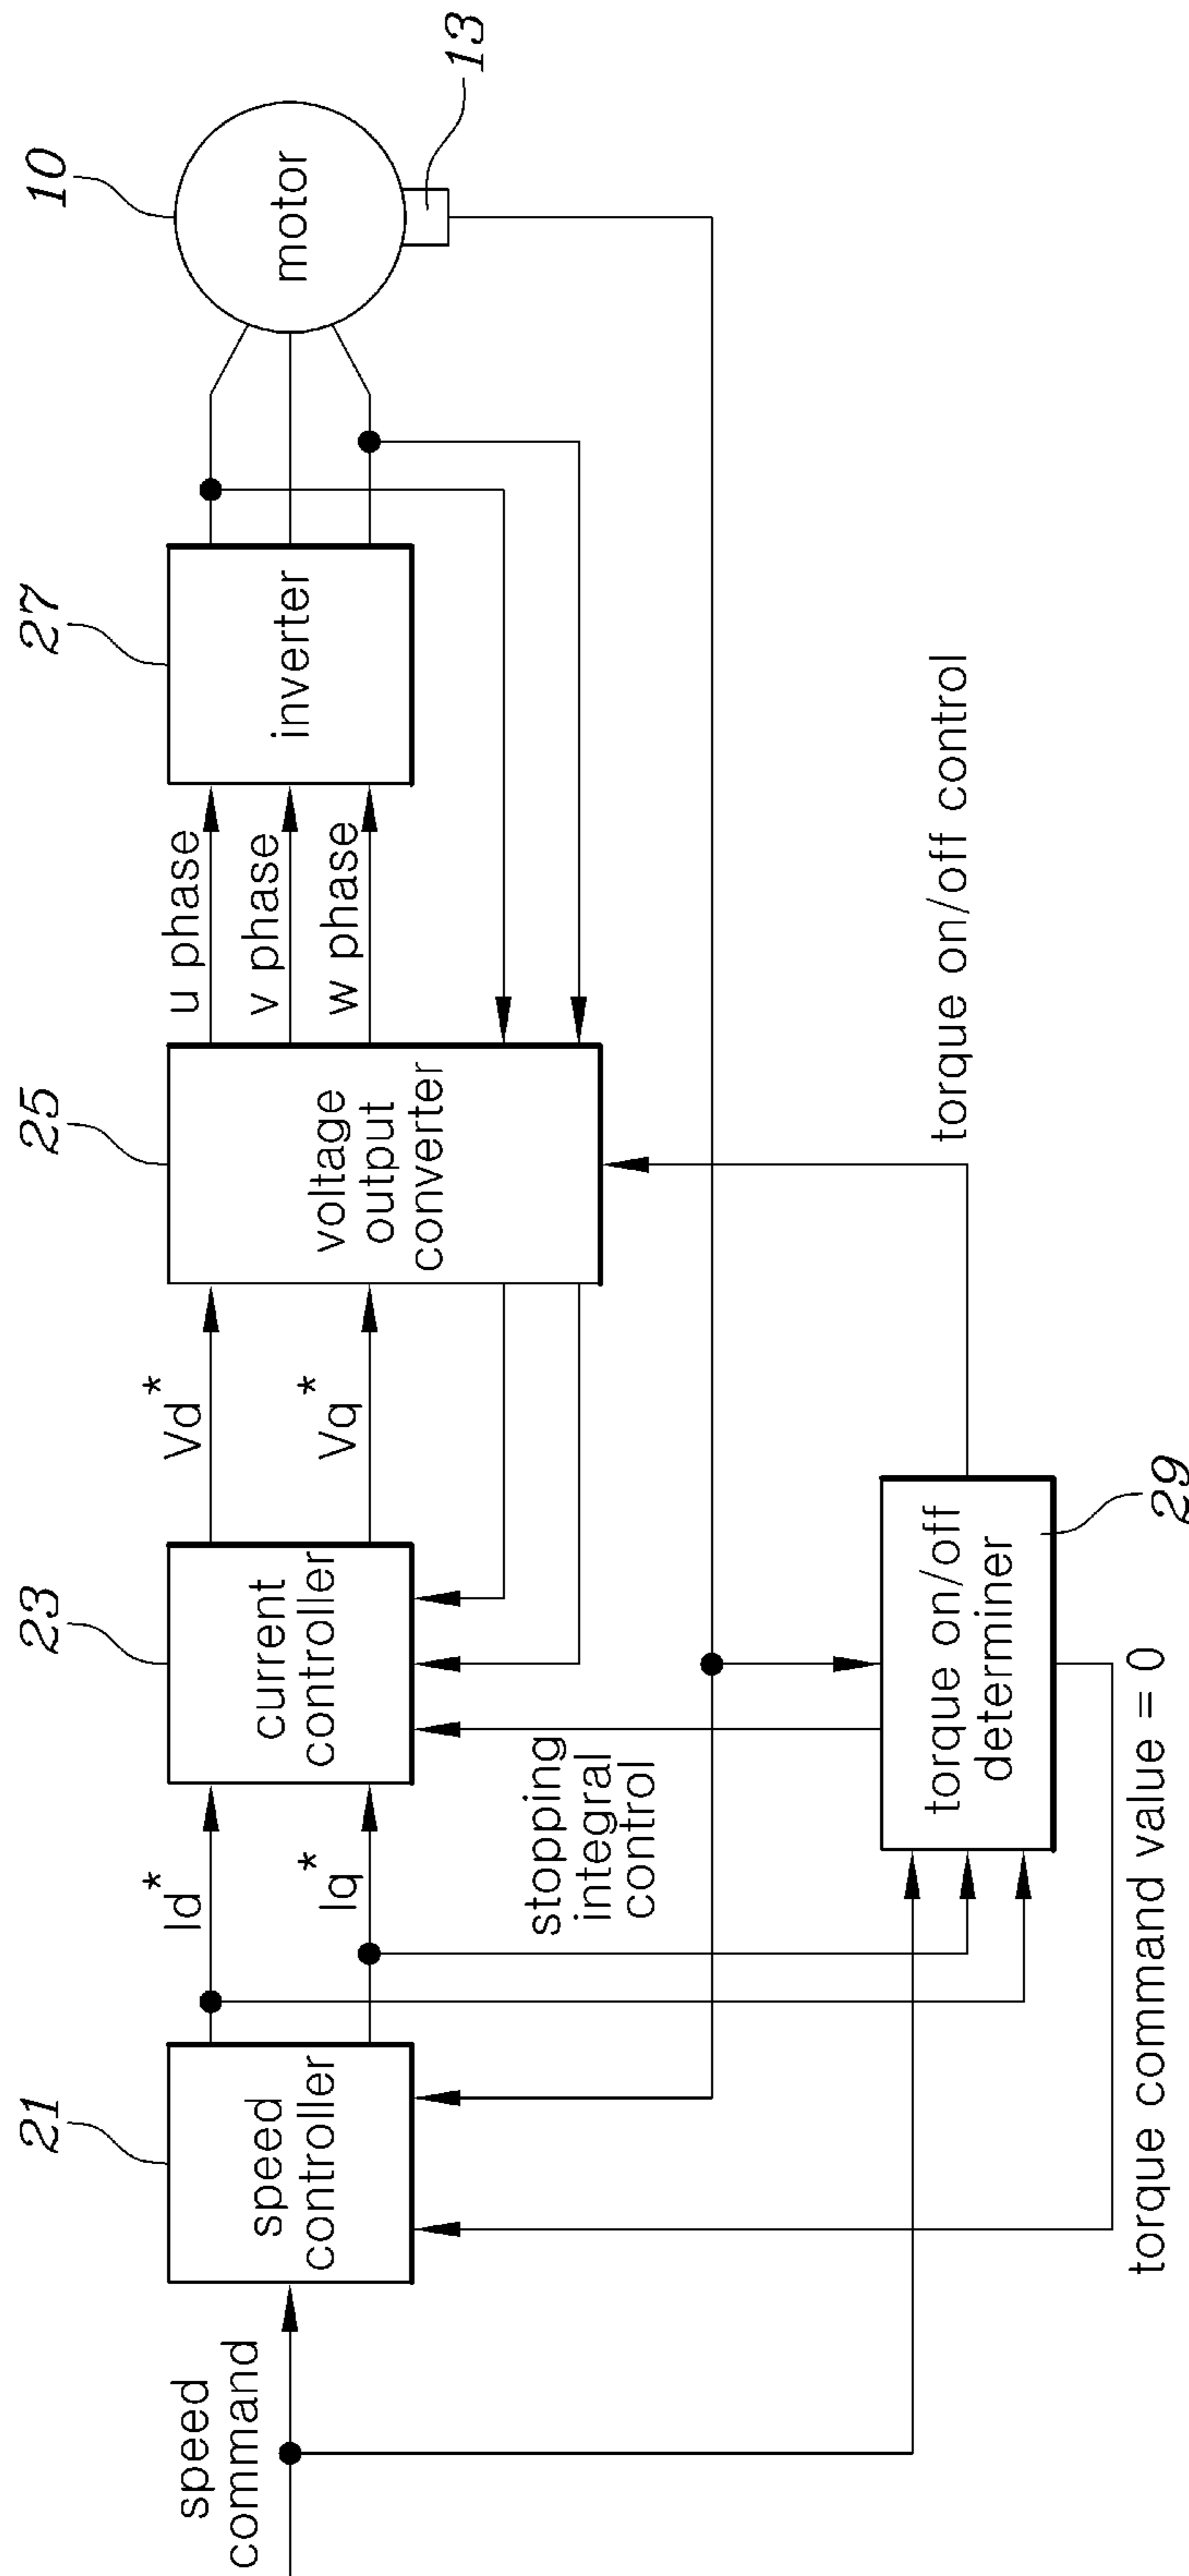 speed
command
21
speed
controller
Id*
Iq*
23
current
controller
Vd*
Vq*
25
voltage
output
converter
u phase
v phase
w phase
27
inverter
10
motor
13
stopping
integral
control
torque on/off
determiner
29
torque on/off control
torque command value = 0